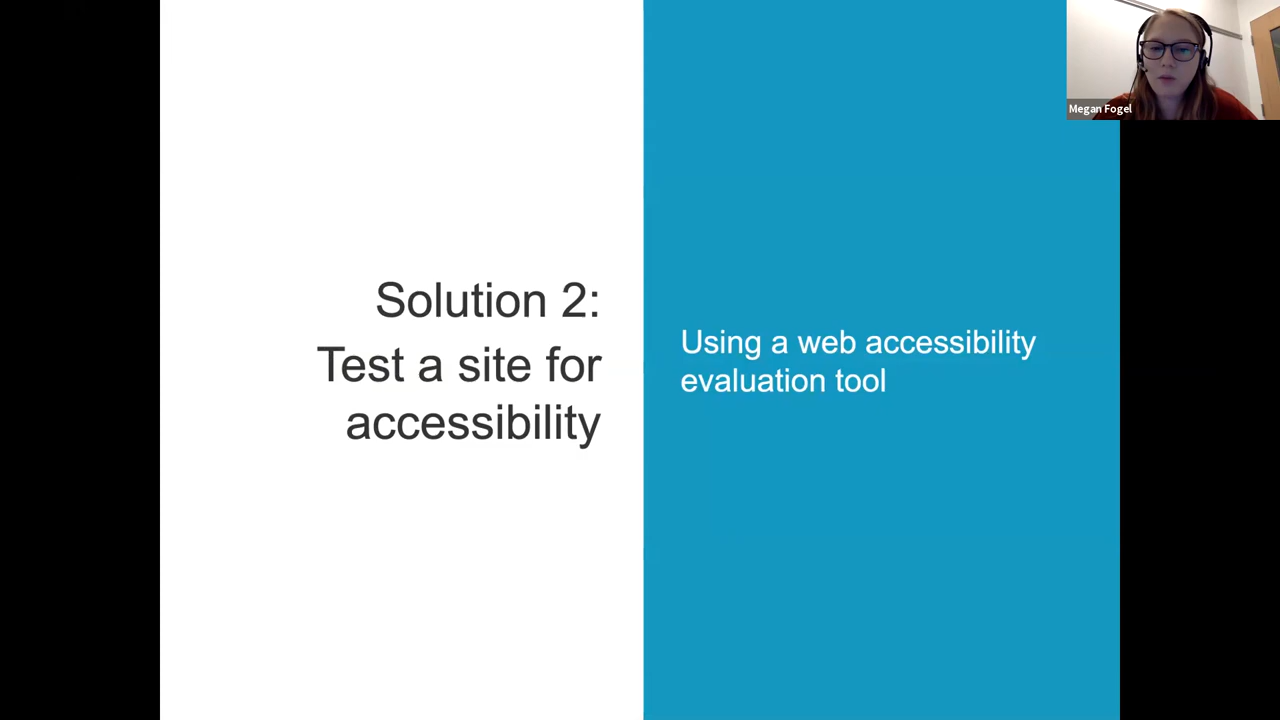 Solution 2:
Test a site for
accessibility
Using a web accessibility
evaluation tool
Megan Fogel